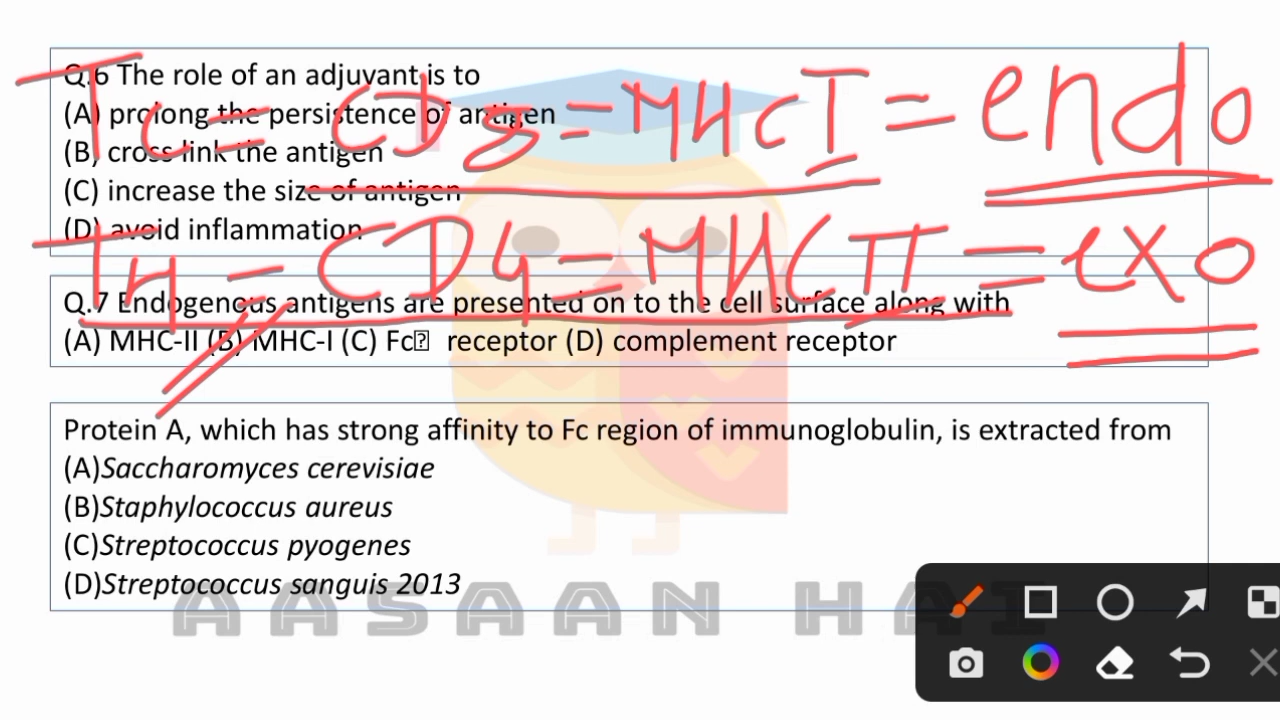 Q.6 The role of an adjuvant is to
(A) prolong the persistence of antigen
(B) cross link the antigen
(C) increase the size of antigen
(D) avoid inflammation
TC = CD8 = MHC I = endo
TH = CD4 = MHC II = exo
Q.7 Endogenous antigens are presented on to the cell surface along with
(A) MHC-II (B) MHC-I (C) Fc receptor (D) complement receptor
Protein A, which has strong affinity to Fc region of immunoglobulin, is extracted from
(A)Saccharomyces cerevisiae
(B)Staphylococcus aureus
(C)Streptococcus pyogenes
(D)Streptococcus sanguis 2013
AASAAN HAI